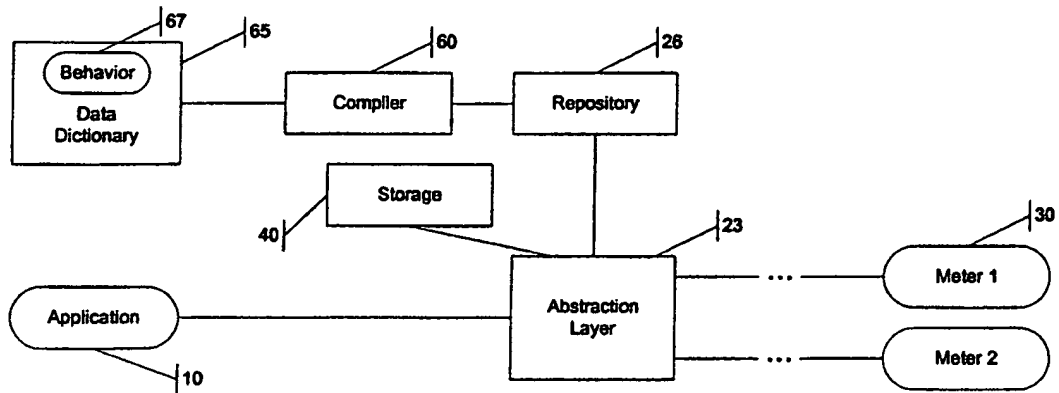 67
65
60
26
Behavior
Data
Dictionary
Compiler
Repository
Storage
40
23
30
Abstraction
Layer
Meter 1
Application
Meter 2
10
...
...